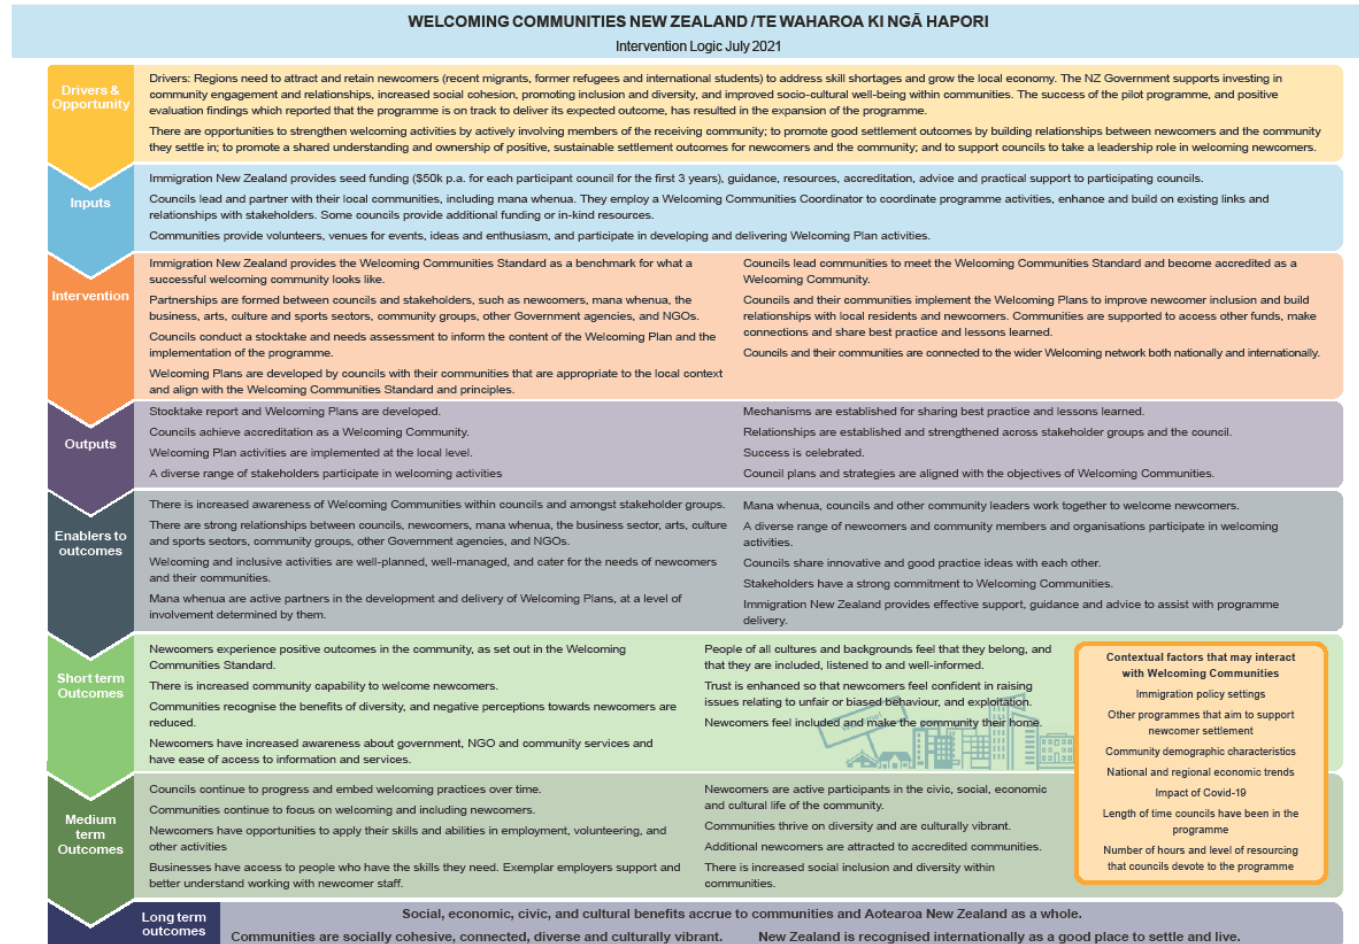 WELCOMING COMMUNITIES NEW ZEALAND /TE WAHAROA KI NGĀ HAPORI
Intervention Logic July 2021
Drivers &
Opportunity
Drivers: Regions need to attract and retain newcomers (recent migrants, former refugees and international students) to address skill shortages and grow the local economy. The NZ Government supports investing in
community engagement and relationships, increased social cohesion, promoting inclusion and diversity, and improved socio-cultural well-being within communities. The success of the pilot programme, and positive
evaluation findings which reported that the programme is on track to deliver its expected outcome, has resulted in the expansion of the programme.
There are opportunities to strengthen welcoming activities by actively involving members of the receiving community; to promote good settlement outcomes by building relationships between newcomers and the community
they settle in; to promote a shared understanding and ownership of positive, sustainable settlement outcomes for newcomers and the community; and to support councils to take a leadership role in welcoming newcomers.
Inputs
Immigration New Zealand provides seed funding ($50k p.a. for each participant council for the first 3 years), guidance, resources, accreditation, advice and practical support to participating councils.
Councils lead and partner with their local communities, including mana whenua. They employ a Welcoming Communities Coordinator to coordinate programme activities, enhance and build on existing links and
relationships with stakeholders. Some councils provide additional funding or in-kind resources.
Communities provide volunteers, venues for events, ideas and enthusiasm, and participate in developing and delivering Welcoming Plan activities.
Intervention
Immigration New Zealand provides the Welcoming Communities Standard as a benchmark for what a
successful welcoming community looks like.
Partnerships are formed between councils and stakeholders, such as newcomers, mana whenua, the
business, arts, culture and sports sectors, community groups, other Government agencies, and NGOs.
Councils conduct a stocktake and needs assessment to inform the content of the Welcoming Plan and the
implementation of the programme.
Welcoming Plans are developed by councils with their communities that are appropriate to the local context
and align with the Welcoming Communities Standard and principles.
Councils lead communities to meet the Welcoming Communities Standard and become accredited as a
Welcoming Community.
Councils and their communities implement the Welcoming Plans to improve newcomer inclusion and build
relationships with local residents and newcomers. Communities are supported to access other funds, make
connections and share best practice and lessons learned.
Councils and their communities are connected to the wider Welcoming network both nationally and internationally.
Outputs
Stocktake report and Welcoming Plans are developed.
Councils achieve accreditation as a Welcoming Community.
Welcoming Plan activities are implemented at the local level.
A diverse range of stakeholders participate in welcoming activities
Mechanisms are established for sharing best practice and lessons learned.
Relationships are established and strengthened across stakeholder groups and the council.
Success is celebrated.
Council plans and strategies are aligned with the objectives of Welcoming Communities.
Enablers to
outcomes
There is increased awareness of Welcoming Communities within councils and amongst stakeholder groups.
There are strong relationships between councils, newcomers, mana whenua, the business sector, arts, culture
and sports sectors, community groups, other Government agencies, and NGOs.
Welcoming and inclusive activities are well-planned, well-managed, and cater for the needs of newcomers
and their communities.
Mana whenua are active partners in the development and delivery of Welcoming Plans, at a level of
involvement determined by them.
Mana whenua, councils and other community leaders work together to welcome newcomers.
A diverse range of newcomers and community members and organisations participate in welcoming
activities.
Councils share innovative and good practice ideas with each other.
Stakeholders have a strong commitment to Welcoming Communities.
Immigration New Zealand provides effective support, guidance and advice to assist with programme
delivery.
Short term
Outcomes
Newcomers experience positive outcomes in the community, as set out in the Welcoming
Communities Standard.
There is increased community capability to welcome newcomers.
Communities recognise the benefits of diversity, and negative perceptions towards newcomers are
reduced.
Newcomers have increased awareness about government, NGO and community services and
have ease of access to information and services.
People of all cultures and backgrounds feel that they belong, and
that they are included, listened to and well-informed.
Trust is enhanced so that newcomers feel confident in raising
issues relating to unfair or biased behaviour, and exploitation.
Newcomers feel included and make the community their home.
Contextual factors that may interact
with Welcoming Communities
Immigration policy settings
Other programmes that aim to support
newcomer settlement
Community demographic characteristics
National and regional economic trends
Impact of Covid-19
Length of time councils have been in the
programme
Number of hours and level of resourcing
that councils devote to the programme
Medium
term
Outcomes
Councils continue to progress and embed welcoming practices over time.
Communities continue to focus on welcoming and including newcomers.
Newcomers have opportunities to apply their skills and abilities in employment, volunteering, and
other activities
Businesses have access to people who have the skills they need. Exemplar employers support and
better understand working with newcomer staff.
Newcomers are active participants in the civic, social, economic
and cultural life of the community.
Communities thrive on diversity and are culturally vibrant.
Additional newcomers are attracted to accredited communities.
There is increased social inclusion and diversity within
communities.
Long term
outcomes
Social, economic, civic, and cultural benefits accrue to communities and Aotearoa New Zealand as a whole.
Communities are socially cohesive, connected, diverse and culturally vibrant. New Zealand is recognised internationally as a good place to settle and live.